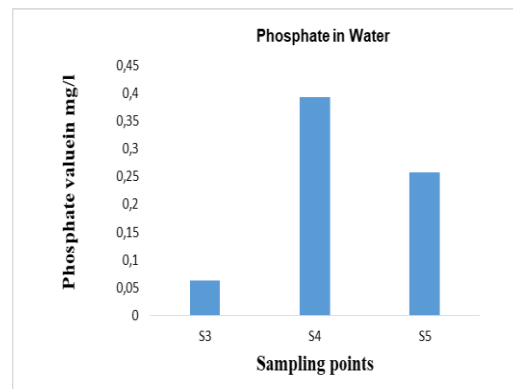 Phosphate in Water
Phosphate valuein mg/l
0,45
0,4
0,35
0,3
0,25
0,2
0,15
0,1
0,05
0
S3 S4 S5
Sampling points